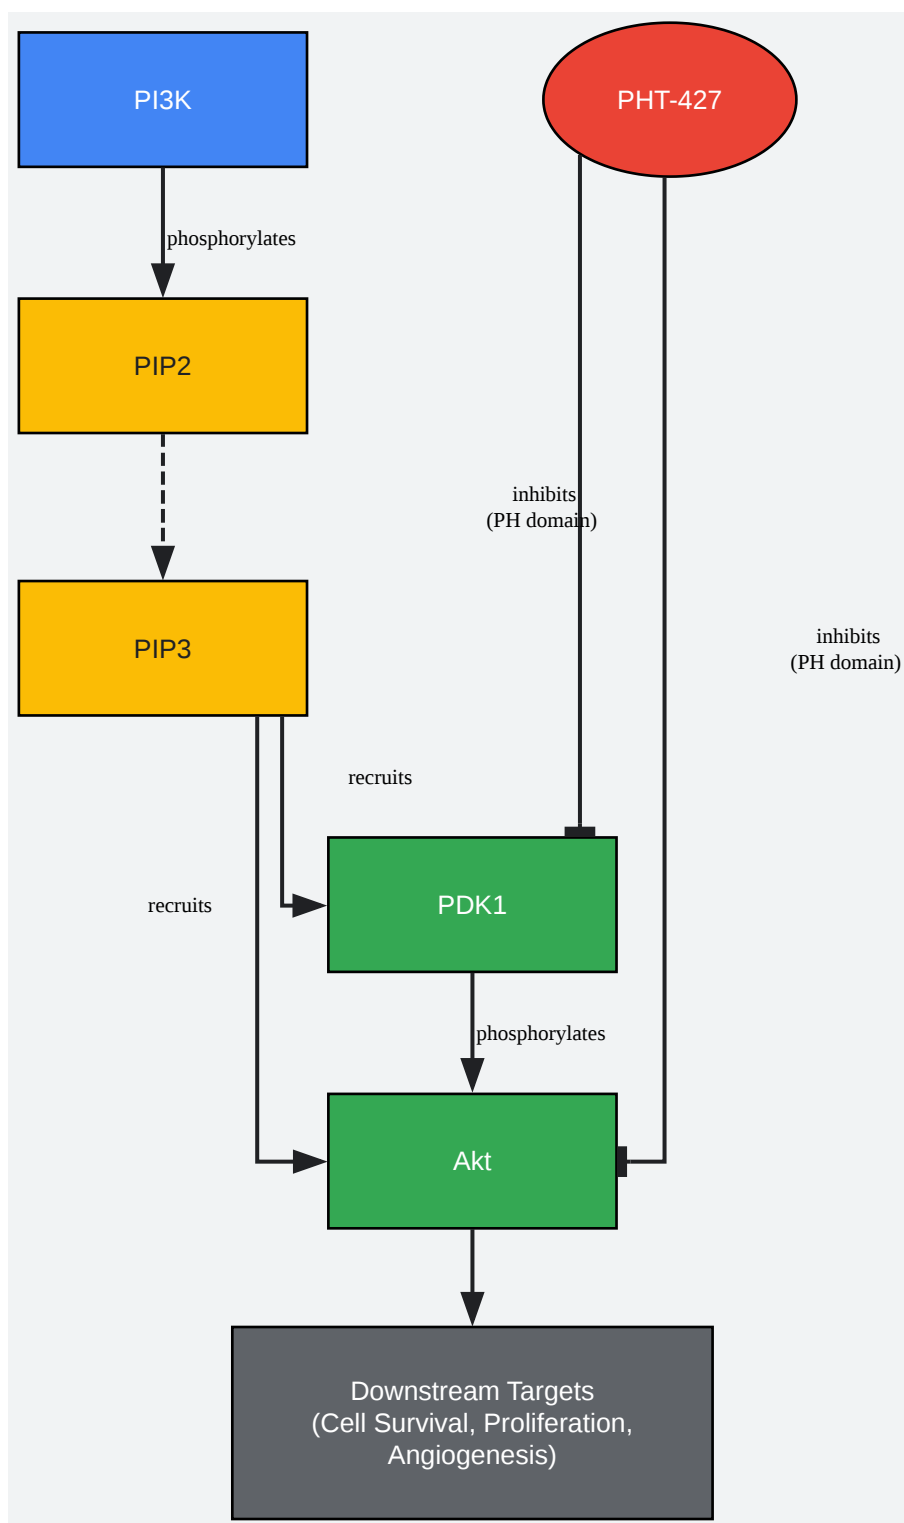 PI3K
PHT-427
phosphorylates
PIP2
inhibits
(PH domain)
inhibits
(PH domain)
PIP3
recruits
recruits
PDK1
phosphorylates
Akt
Downstream Targets
(Cell Survival, Proliferation,
Angiogenesis)